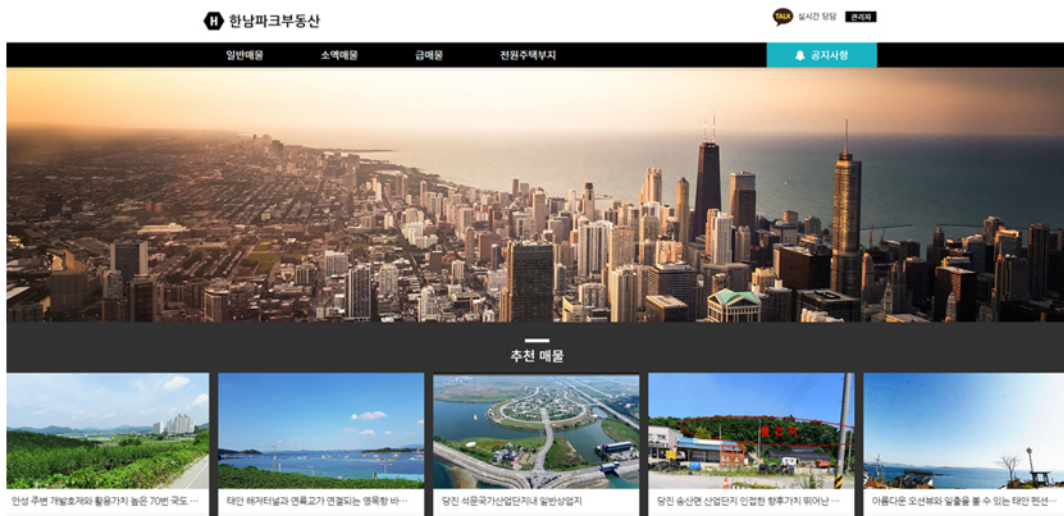 H 한남파크부동산
TALK 실시간 담담 관리자
일반매물 소액매물 급매물 전원주택부지 공지사항
추천 매물
물건지
안성 주변 개발호재와 활용가치 높은 70번 국도 …
태안 해저터널과 연륙교가 연결되는 영목항 바…
당진 석문국가산업단지내 일반상업지
당진 송산면 산업단지 인접한 향후가치 뛰어난 …
아름다운 오션뷰와 일출을 볼 수 있는 태안 펜션…